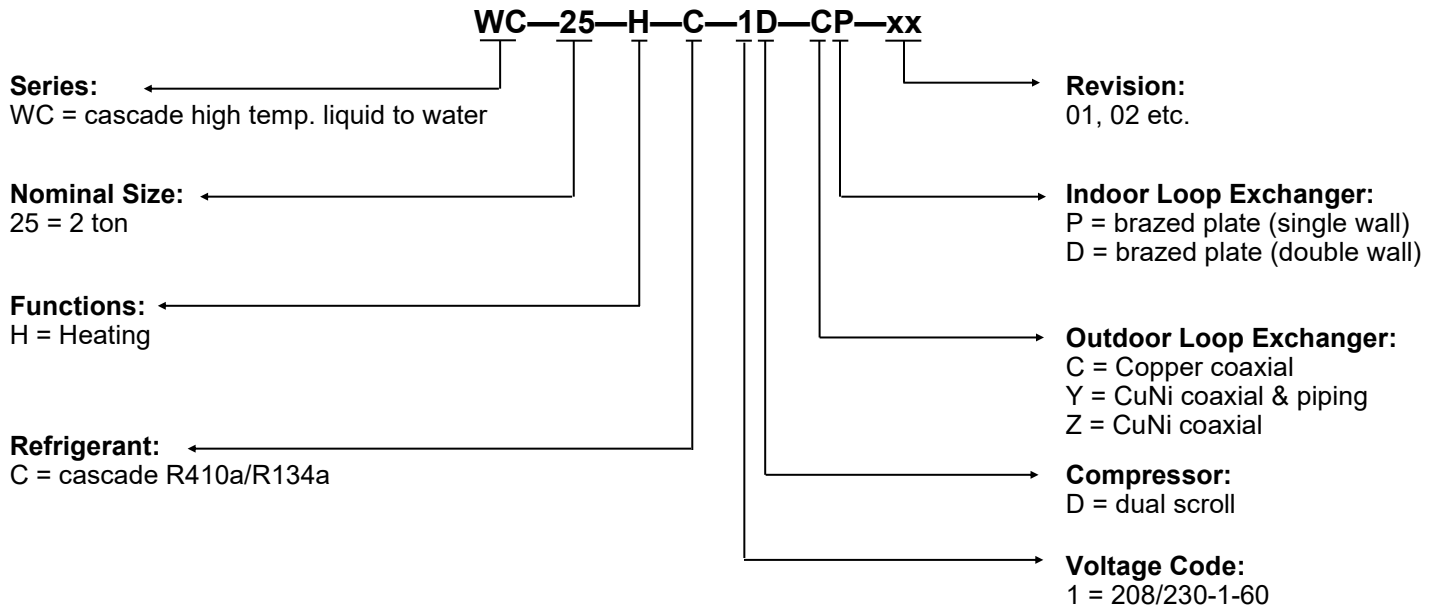 WC—25—H—C—1D—CP—xx
Series:
WC = cascade high temp. liquid to water
Nominal Size:
25 = 2 ton
Functions:
H = Heating
Refrigerant:
C = cascade R410a/R134a
Revision:
01, 02 etc.
Indoor Loop Exchanger:
P = brazed plate (single wall)
D = brazed plate (double wall)
Outdoor Loop Exchanger:
C = Copper coaxial
Y = CuNi coaxial & piping
Z = CuNi coaxial
Compressor:
D = dual scroll
Voltage Code:
1 = 208/230-1-60